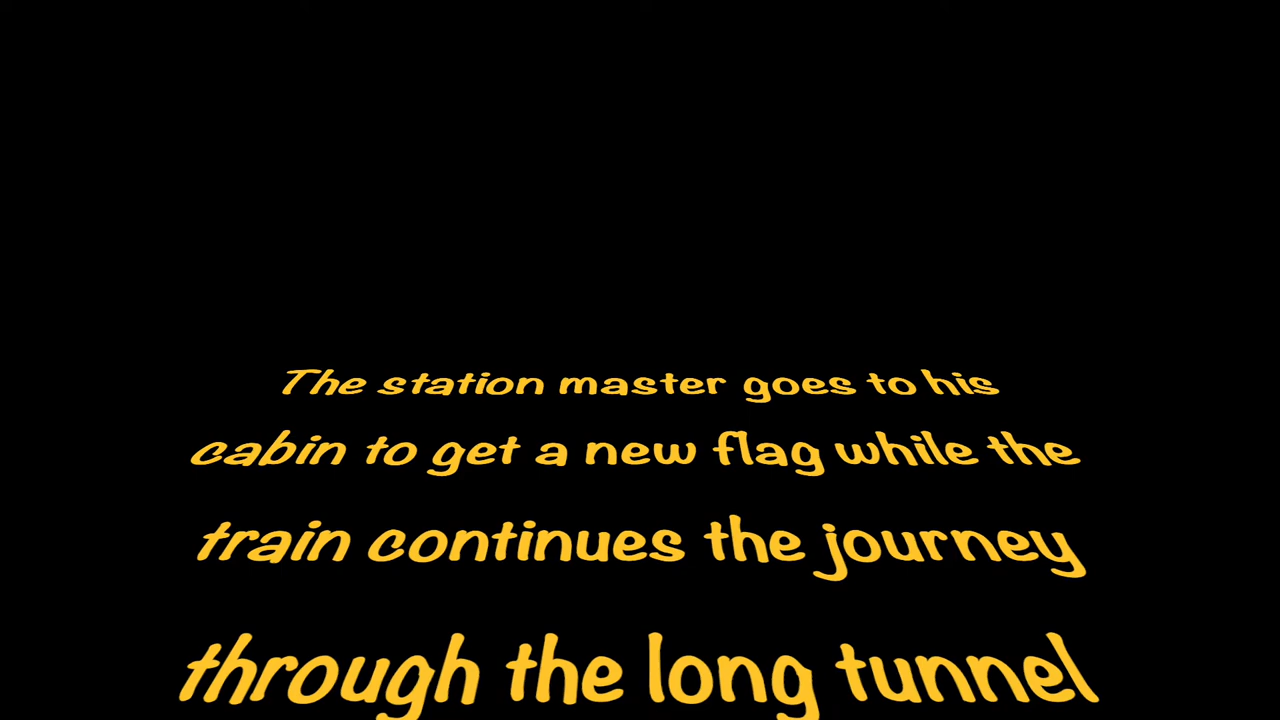 The station master goes to his
cabin to get a new flag while the
train continues the journey
through the long tunnel